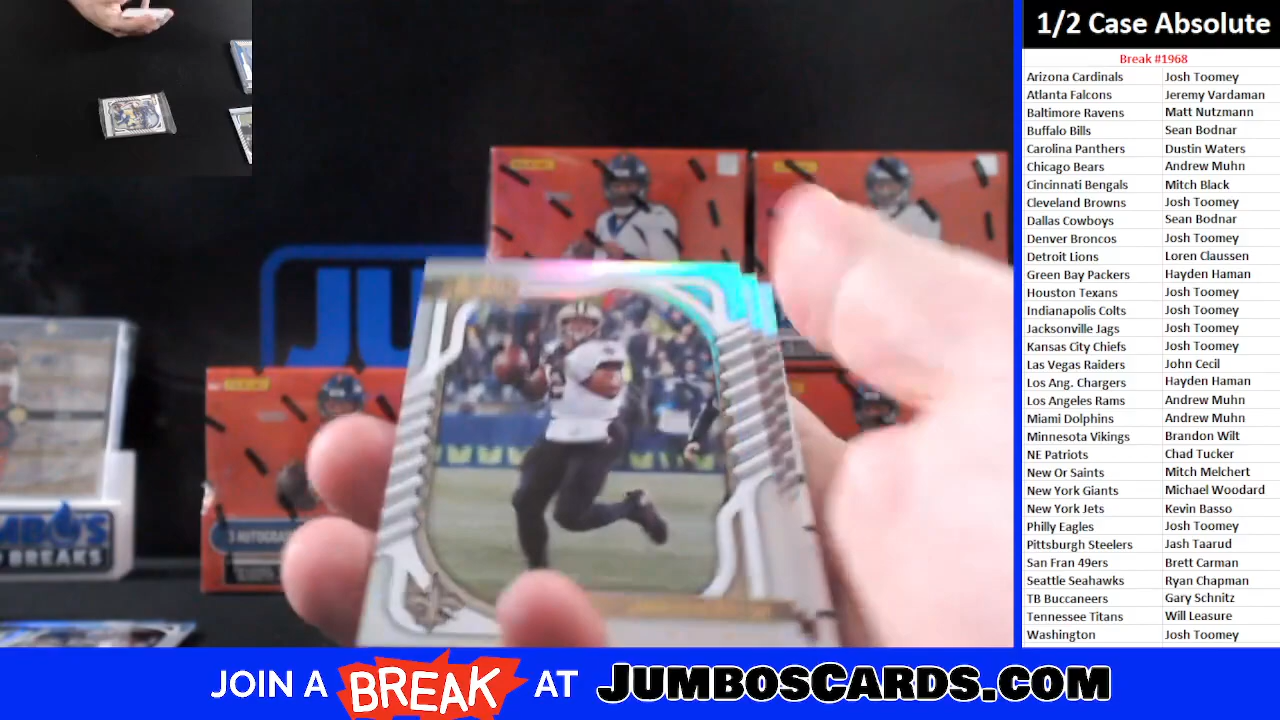 1/2 Case Absolute
Break #1968
Arizona Cardinals Josh Toomey
Atlanta Falcons Jeremy Vardaman
Baltimore Ravens Matt Nutzmann
Buffalo Bills Sean Bodnar
Carolina Panthers Dustin Waters
Chicago Bears Andrew Muhn
Cincinnati Bengals Mitch Black
Cleveland Browns Josh Toomey
Dallas Cowboys Sean Bodnar
Denver Broncos Josh Toomey
Detroit Lions Loren Claussen
Green Bay Packers Hayden Haman
Houston Texans Josh Toomey
Indianapolis Colts Josh Toomey
Jacksonville Jags Josh Toomey
Kansas City Chiefs Josh Toomey
Las Vegas Raiders John Cecil
Los Ang. Chargers Hayden Haman
Los Angeles Rams Andrew Muhn
Miami Dolphins Andrew Muhn
Minnesota Vikings Brandon Wilt
NE Patriots Chad Tucker
New Or Saints Mitch Melchert
New York Giants Michael Woodard
New York Jets Kevin Basso
Philly Eagles Josh Toomey
Pittsburgh Steelers Jash Taarud
San Fran 49ers Brett Carman
Seattle Seahawks Ryan Chapman
TB Buccaneers Gary Schnitz
Tennessee Titans Will Leasure
Washington Josh Toomey
JU
MBO'S
BREAKS
3 AUTOGRA
JOIN A BREAK AT JUMBOSCARDS.COM